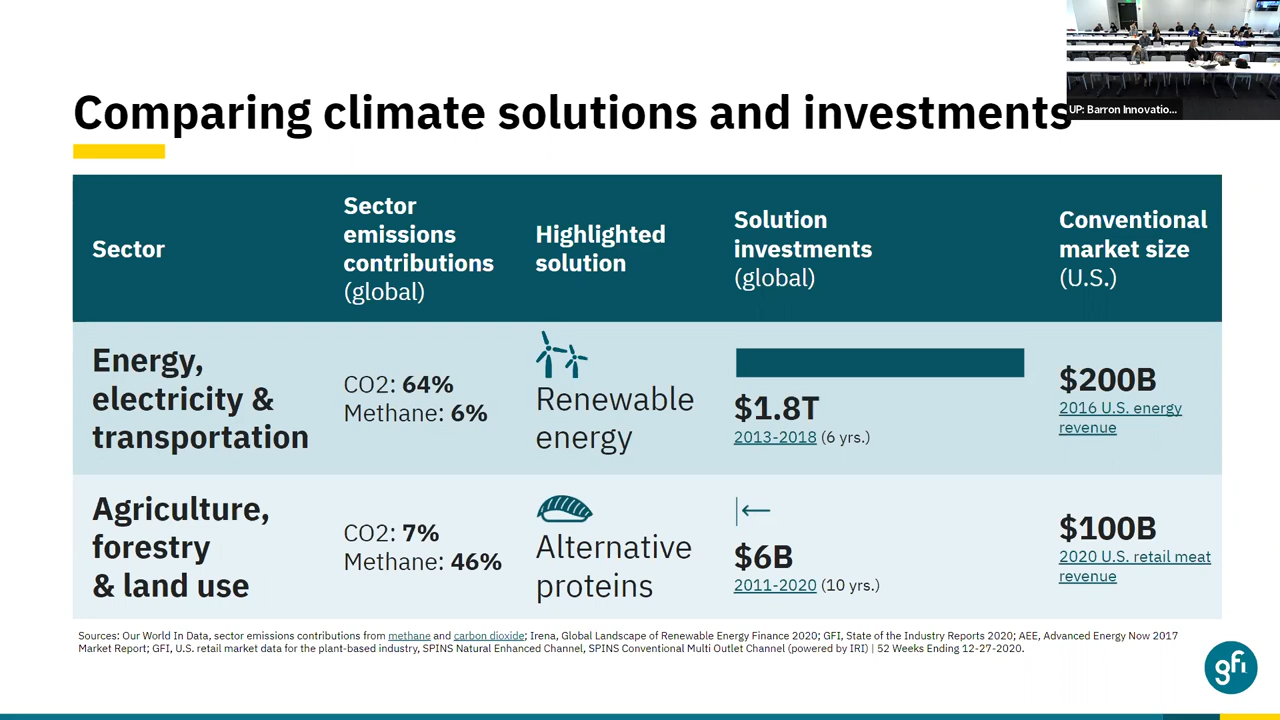 UP: Barron Innovatio...
Comparing climate solutions and investments
Sector
Sector
emissions
contributions
(global)
Highlighted
solution
Solution
investments
(global)
Conventional
market size
(U.S.)
Energy,
electricity &
transportation
CO2: 64%
Methane: 6%
Renewable
energy
$1.8T
2013-2018 (6 yrs.)
$200B
2016 U.S. energy
revenue
Agriculture,
forestry
& land use
CO2: 7%
Methane: 46%
Alternative
proteins
$6B
2011-2020 (10 yrs.)
$100B
2020 U.S. retail meat
revenue
Sources: Our World In Data, sector emissions contributions from methane and carbon dioxide; Irena, Global Landscape of Renewable Energy Finance 2020; GFI, State of the Industry Reports 2020; AEE, Advanced Energy Now 2017
Market Report; GFI, U.S. retail market data for the plant-based industry, SPINS Natural Enhanced Channel, SPINS Conventional Multi Outlet Channel (powered by IRI) | 52 Weeks Ending 12-27-2020.
gfi